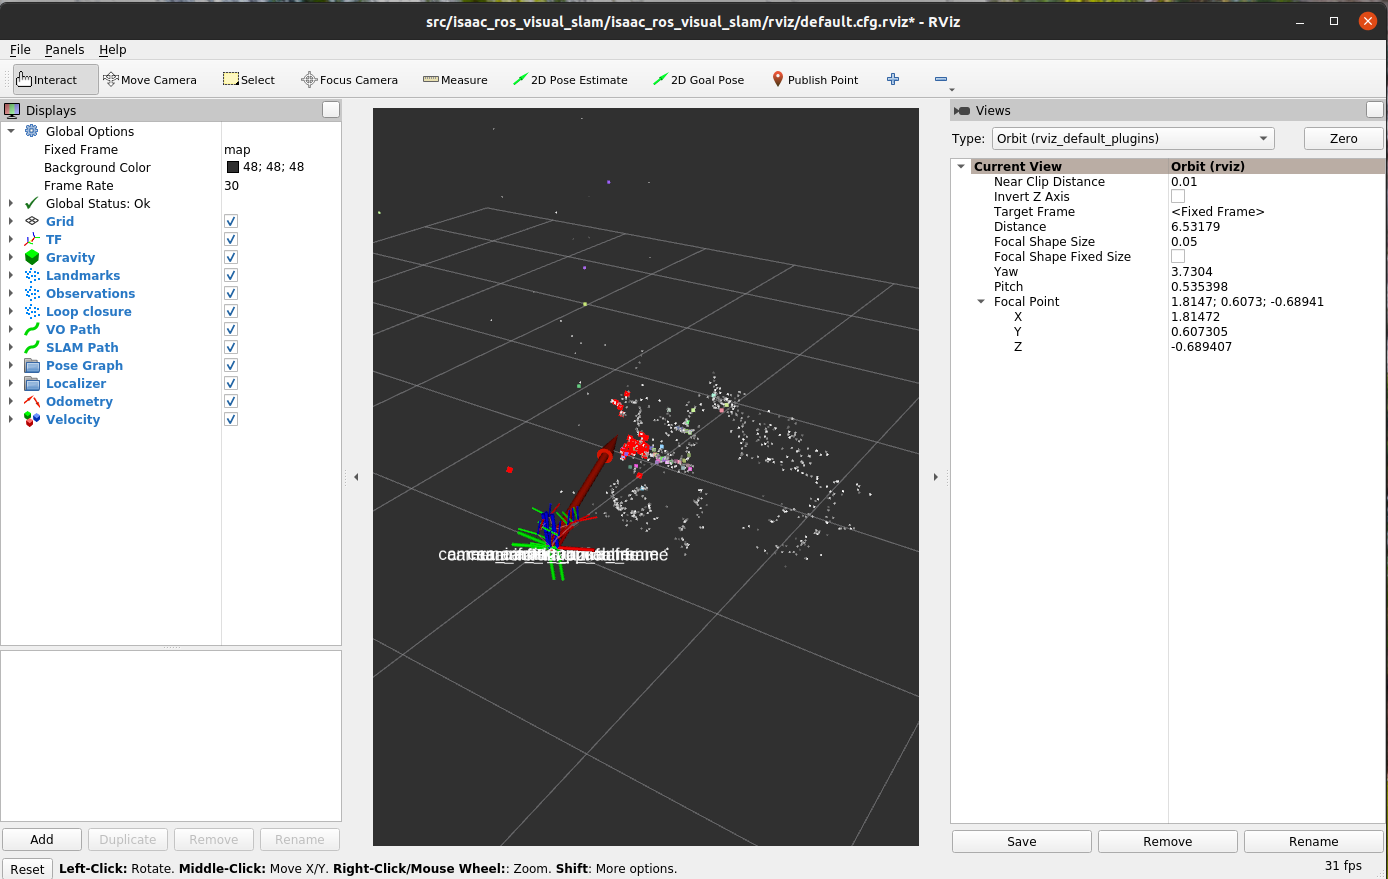 src/isaac_ros_visual_slam/isaac_ros_visual_slam/rviz/default.cfg.rviz* - RViz
File Panels Help
Interact Move Camera Select Focus Camera Measure 2D Pose Estimate 2D Goal Pose Publish Point
Displays
Global Options
Fixed Frame map
Background Color 48; 48; 48
Frame Rate 30
Global Status: Ok
Grid
TF
Gravity
Landmarks
Observations
Loop closure
VO Path
SLAM Path
Pose Graph
Localizer
Odometry
Velocity
Add Duplicate Remove Rename
Views
Type: Orbit (rviz_default_plugins) Zero
Current View Orbit (rviz)
Near Clip Distance 0.01
Invert Z Axis
Target Frame <Fixed Frame>
Distance 6.53179
Focal Shape Size 0.05
Focal Shape Fixed Size
Yaw 3.7304
Pitch 0.535398
Focal Point 1.8147; 0.6073; -0.68941
X 1.81472
Y 0.607305
Z -0.689407
Save Remove Rename
Reset Left-Click: Rotate. Middle-Click: Move X/Y. Right-Click/Mouse Wheel:: Zoom. Shift: More options. 31 fps